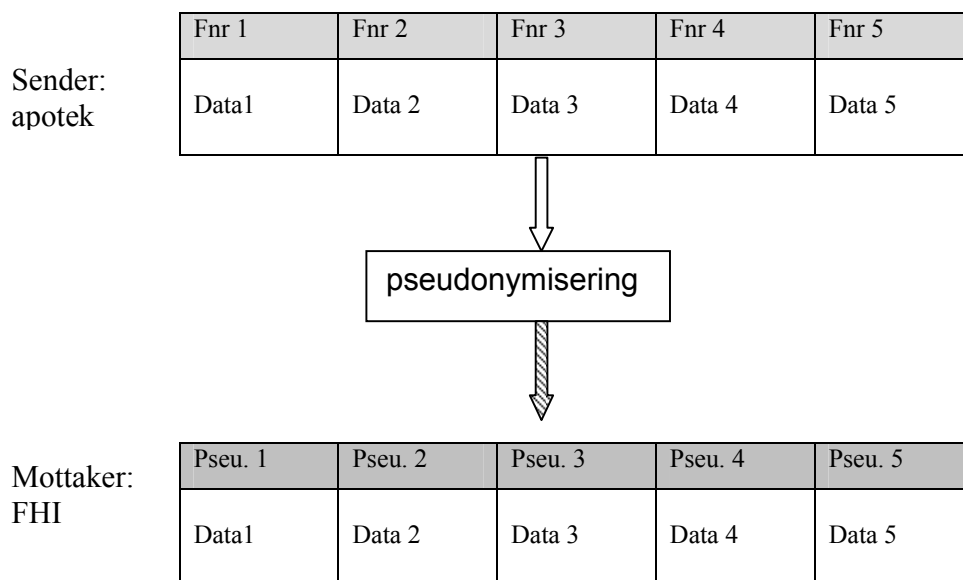 Fnr 1 Fnr 2 Fnr 3 Fnr 4 Fnr 5
Sender:
apotek
Data1 Data 2 Data 3 Data 4 Data 5
pseudonymisering
Pseu. 1 Pseu. 2 Pseu. 3 Pseu. 4 Pseu. 5
Mottaker:
FHI
Data1 Data 2 Data 3 Data 4 Data 5